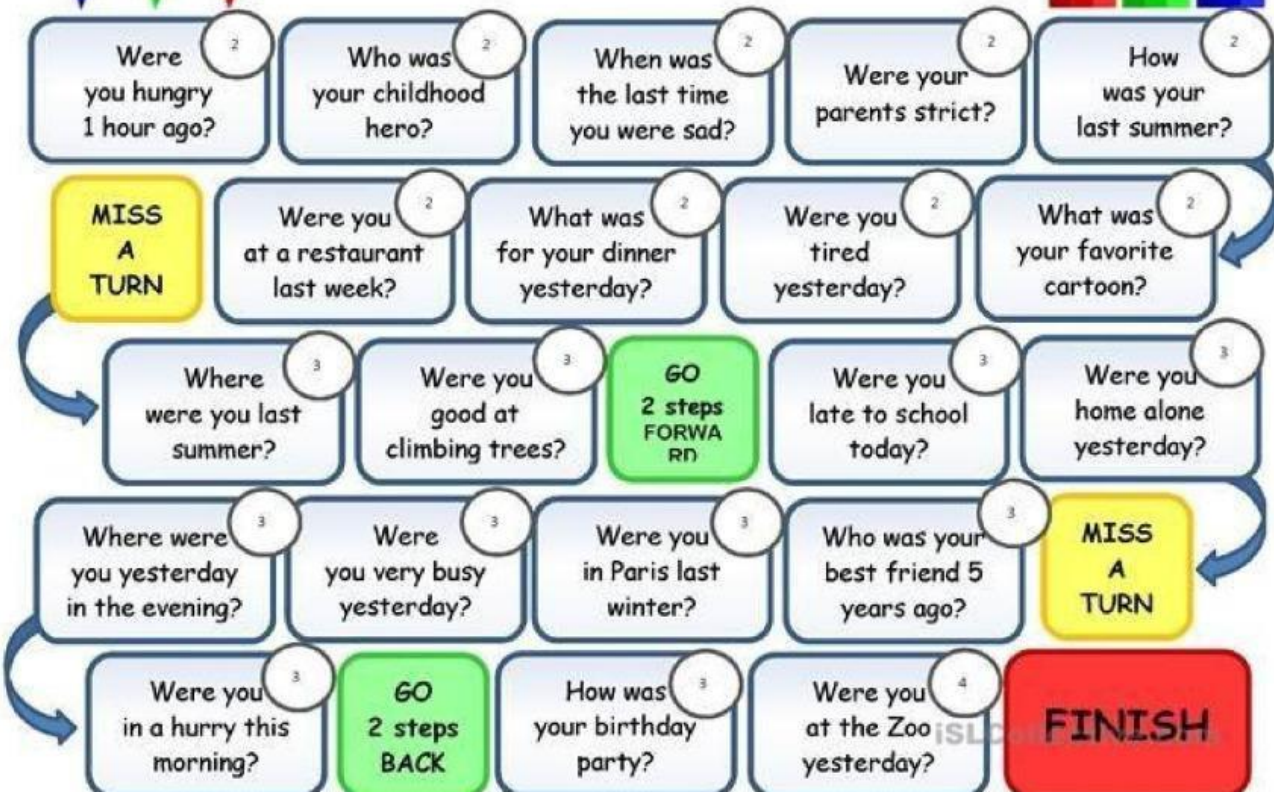 Were
you hungry
1 hour ago?
2
Who was
your childhood
hero?
2
When was
the last time
you were sad?
2
Were your
parents strict?
2
How
was your
last summer?
2
MISS
A
TURN
Were you
at a restaurant
last week?
2
What was
for your dinner
yesterday?
2
Were you
tired
yesterday?
2
What was
your favorite
cartoon?
2
Where
were you last
summer?
3
Were you
good at
climbing trees?
3
GO
2 steps
FORWA
RD
Were you
late to school
today?
3
Were you
home alone
yesterday?
3
Where were
you yesterday
in the evening?
3
Were
you very busy
yesterday?
3
Were you
in Paris last
winter?
3
Who was your
best friend 5
years ago?
3
MISS
A
TURN
Were you
in a hurry this
morning?
3
GO
2 steps
BACK
How was
your birthday
party?
3
Were you
at the Zoo
yesterday?
4
FINISH